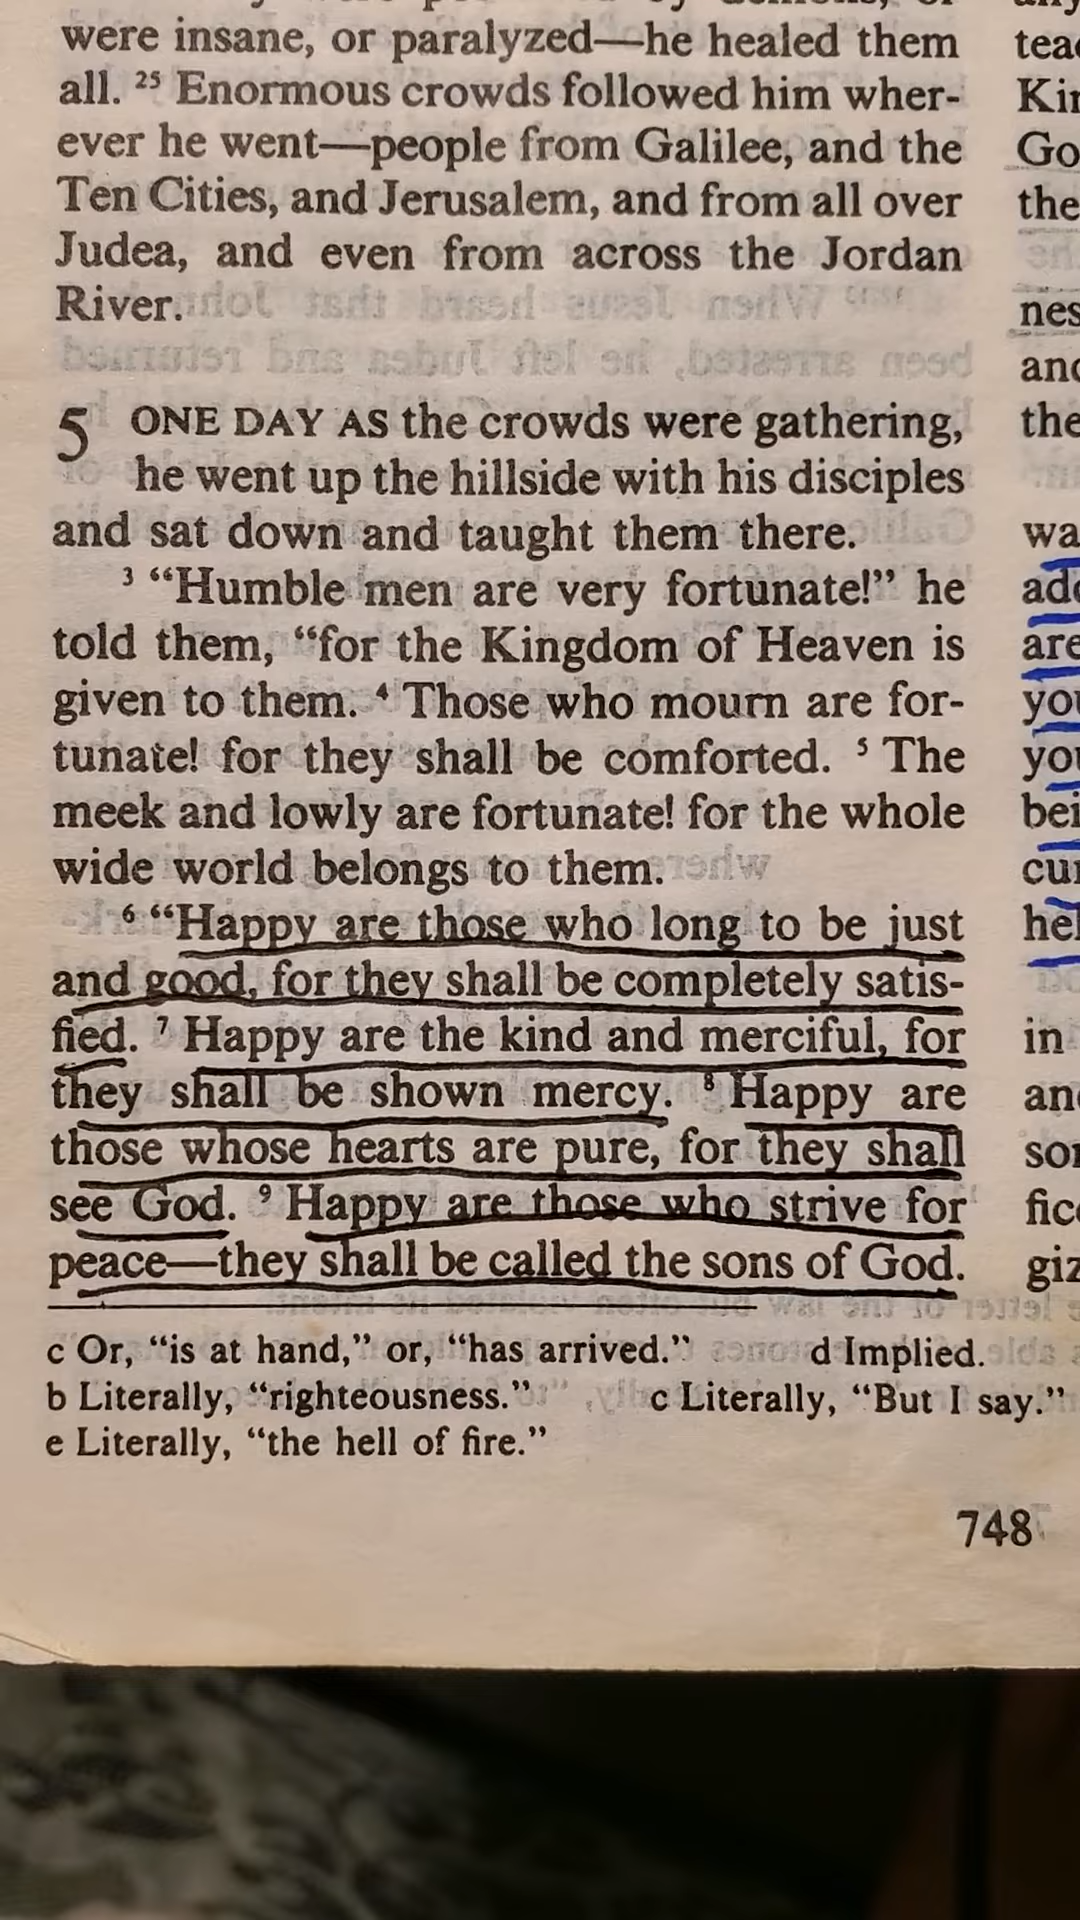 were insane, or paralyzed—he healed them
all. ²⁵ Enormous crowds followed him wher-
ever he went—people from Galilee, and the
Ten Cities, and Jerusalem, and from all over
Judea, and even from across the Jordan
River.
5 ONE DAY AS the crowds were gathering,
he went up the hillside with his disciples
and sat down and taught them there.
³ “Humble men are very fortunate!” he
told them, “for the Kingdom of Heaven is
given to them. ⁴ Those who mourn are for-
tunate! for they shall be comforted. ⁵ The
meek and lowly are fortunate! for the whole
wide world belongs to them.
⁶ “Happy are those who long to be just
and good, for they shall be completely satis-
fied. ⁷ Happy are the kind and merciful, for
they shall be shown mercy. ⁸ Happy are
those whose hearts are pure, for they shall
see God. ⁹ Happy are those who strive for
peace—they shall be called the sons of God.
c Or, “is at hand,” or, “has arrived.” d Implied.
b Literally, “righteousness.” c Literally, “But I say.”
e Literally, “the hell of fire.”
748
the
the
in